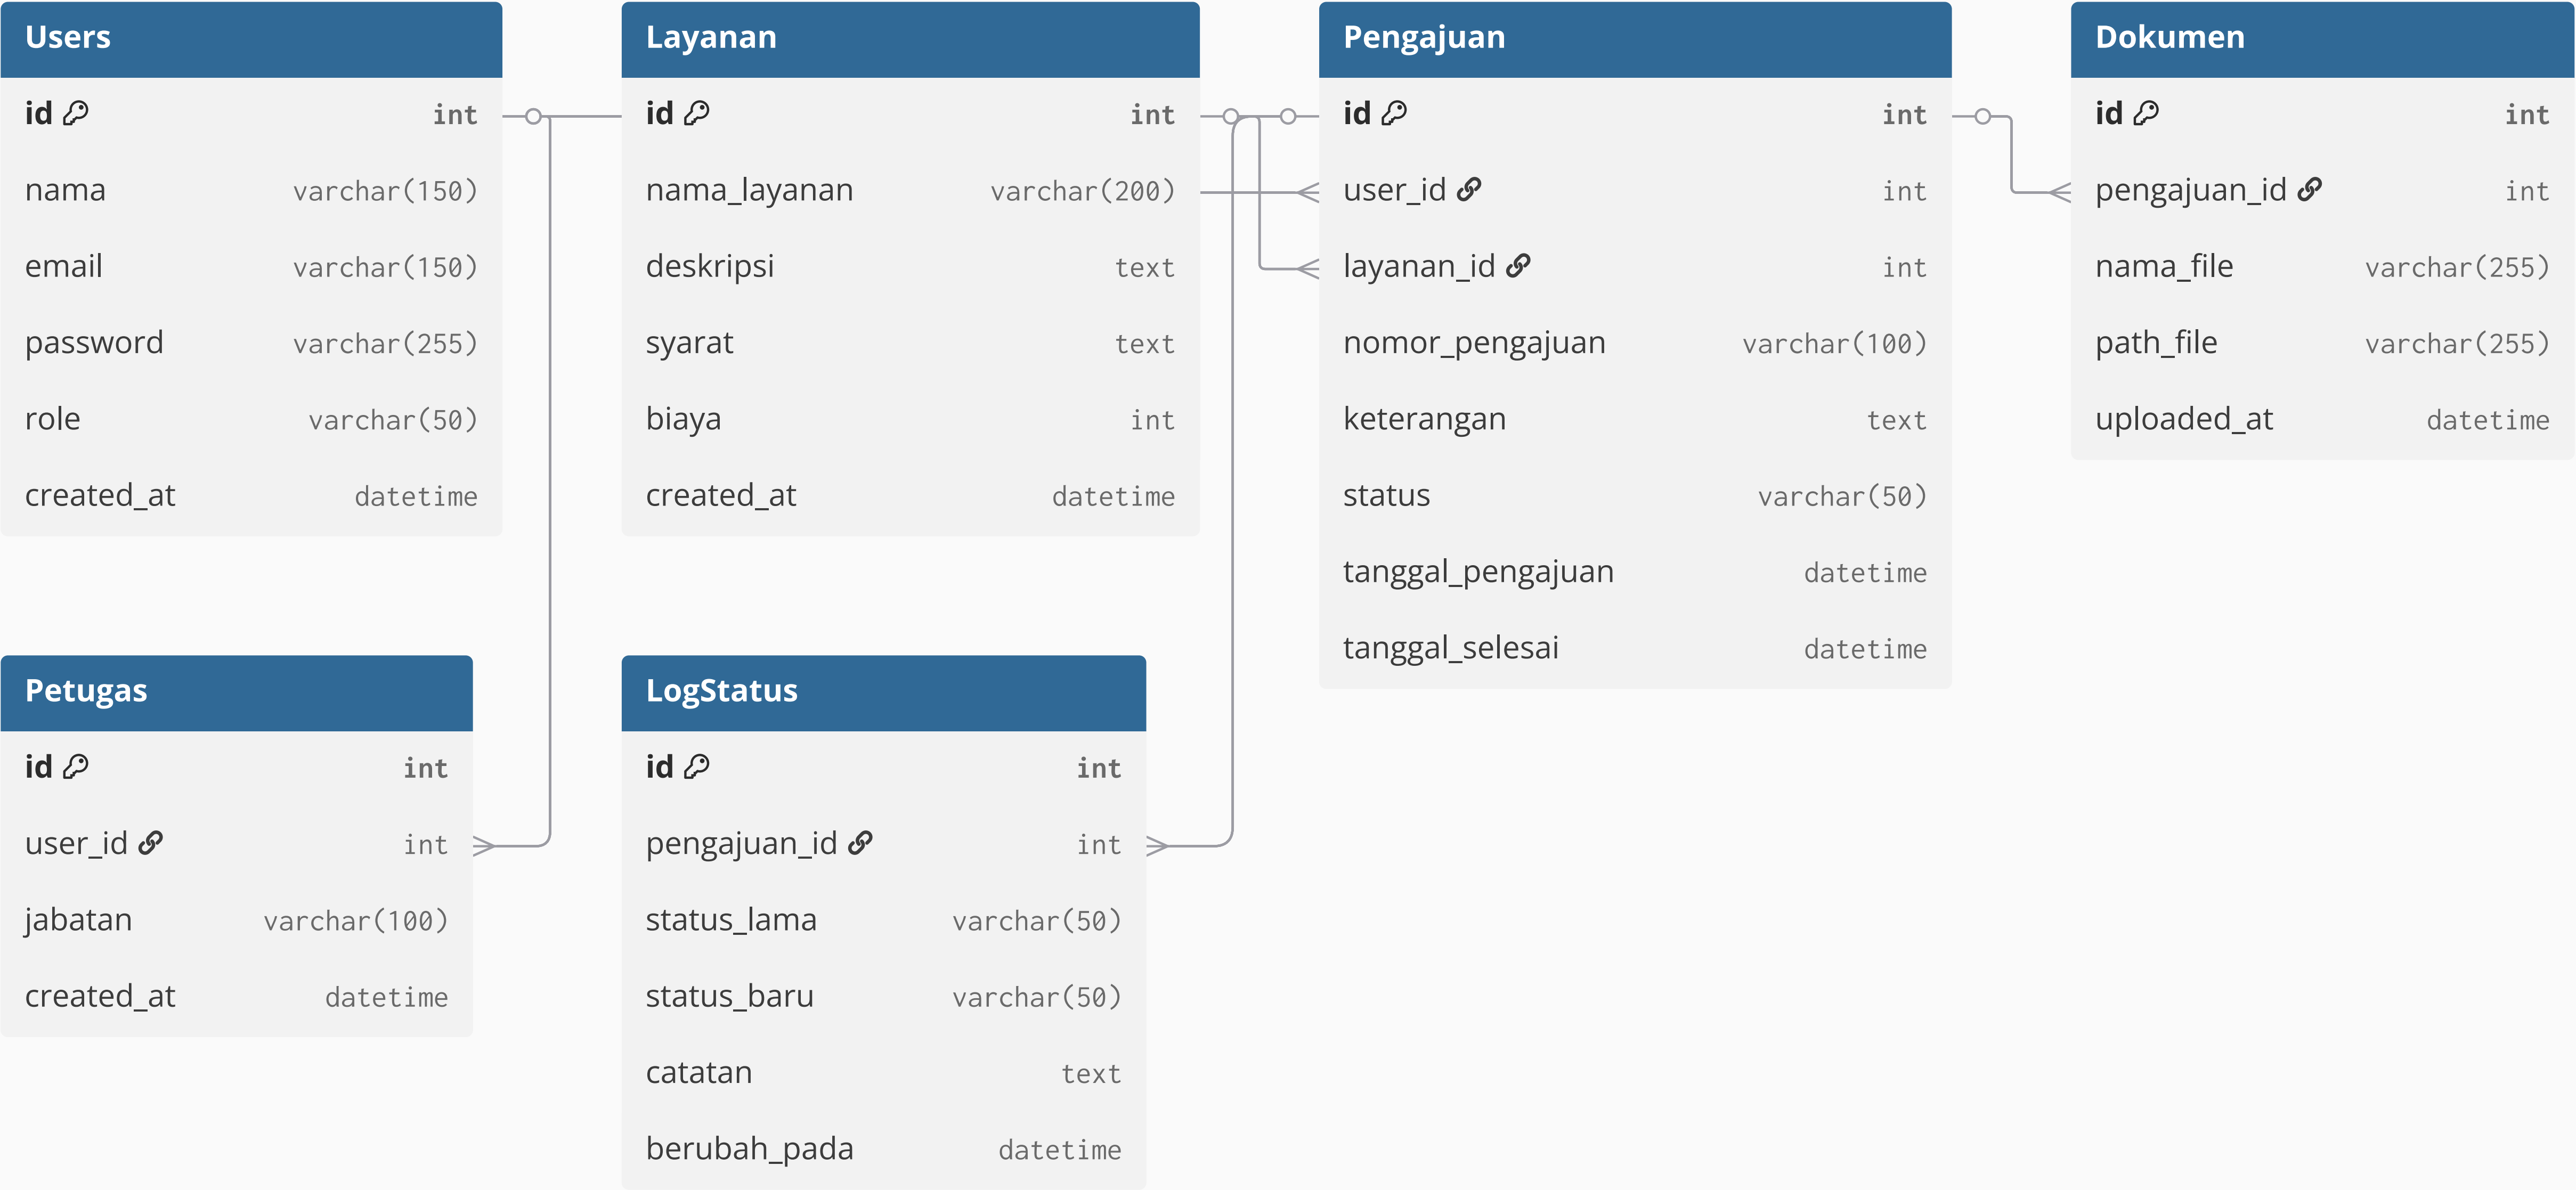 Users
id int
nama varchar(150)
email varchar(150)
password varchar(255)
role varchar(50)
created_at datetime
Layanan
id int
nama_layanan varchar(200)
deskripsi text
syarat text
biaya int
created_at datetime
Pengajuan
id int
user_id int
layanan_id int
nomor_pengajuan varchar(100)
keterangan text
status varchar(50)
tanggal_pengajuan datetime
tanggal_selesai datetime
Dokumen
id int
pengajuan_id int
nama_file varchar(255)
path_file varchar(255)
uploaded_at datetime
Petugas
id int
user_id int
jabatan varchar(100)
created_at datetime
LogStatus
id int
pengajuan_id int
status_lama varchar(50)
status_baru varchar(50)
catatan text
berubah_pada datetime